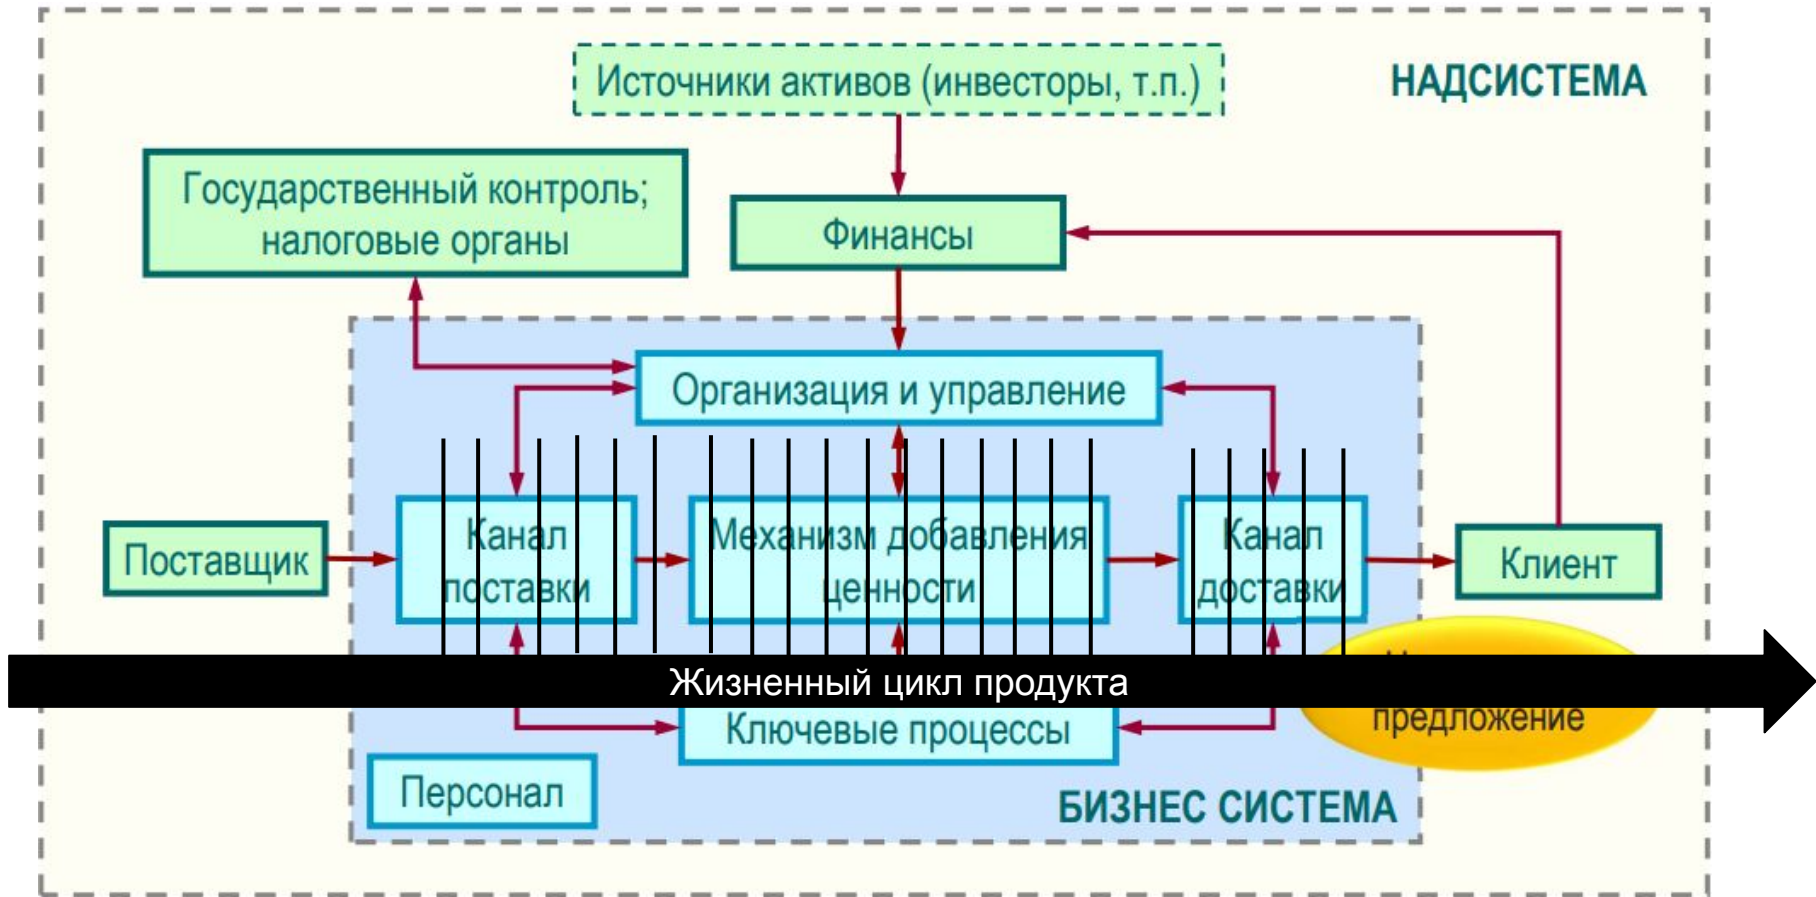 Источники активов (инвесторы, т.п.)
НАДСИСТЕМА
Государственный контроль;
налоговые органы
Финансы
Организация и управление
Поставщик
Канал
поставки
Механизм добавления
ценности
Канал
доставки
Клиент
Жизненный цикл продукта
предложение
Ключевые процессы
Персонал
БИЗНЕС СИСТЕМА